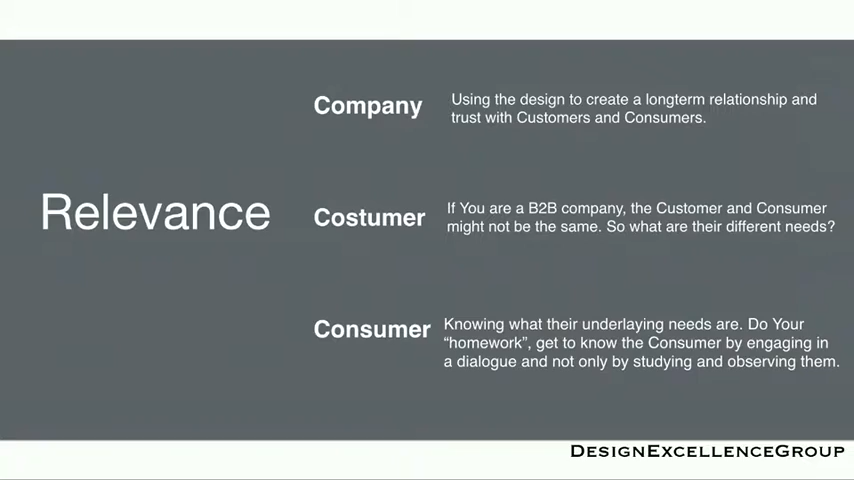 Relevance
Company
Using the design to create a longterm relationship and
trust with Customers and Consumers.
Costumer
If You are a B2B company, the Customer and Consumer
might not be the same. So what are their different needs?
Consumer
Knowing what their underlaying needs are. Do Your
“homework”, get to know the Consumer by engaging in
a dialogue and not only by studying and observing them.
DesignExcellenceGroup